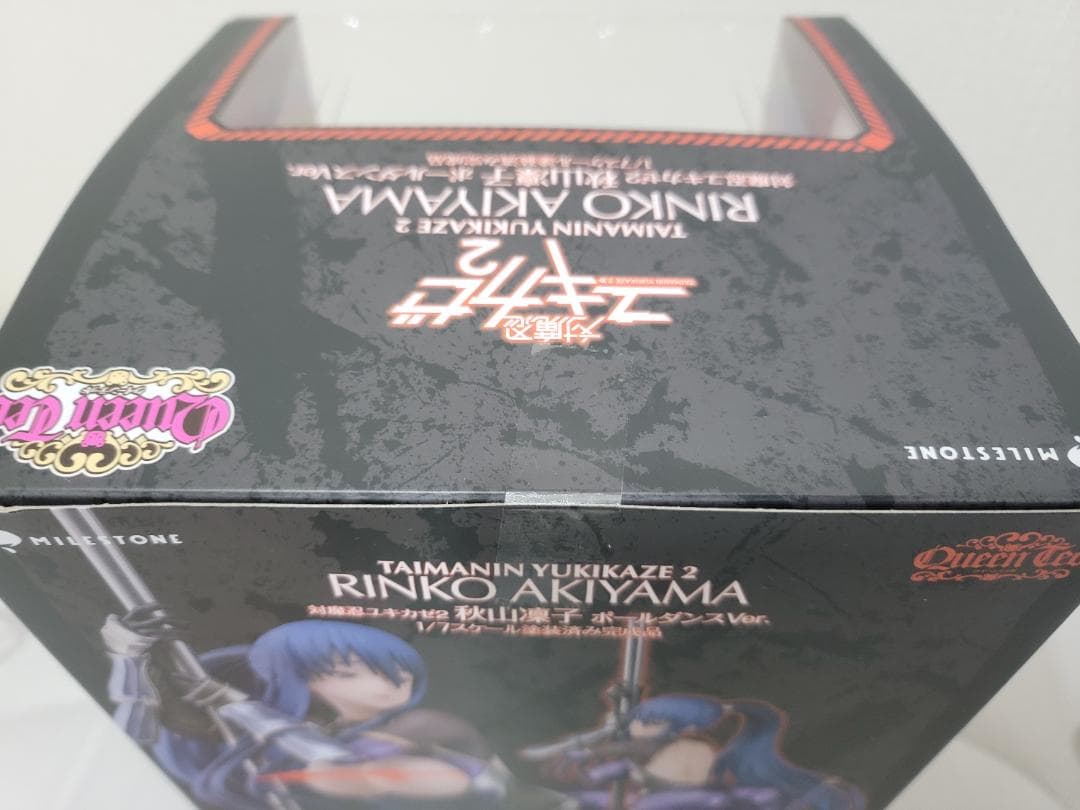 1/7スケール塗装済み完成品
対魔忍ユキカゼ2 秋山凛子 ポールダンスVer.
RINKO AKIYAMA
TAIMANIN YUKIKAZE 2
対魔忍
ユキカゼ2
Queen Tea
MILESTONE
MILESTONE
Queen Tea
TAIMANIN YUKIKAZE 2
RINKO AKIYAMA
対魔忍ユキカゼ2 秋山凛子 ポールダンスVer.
1/7スケール塗装済み完成品